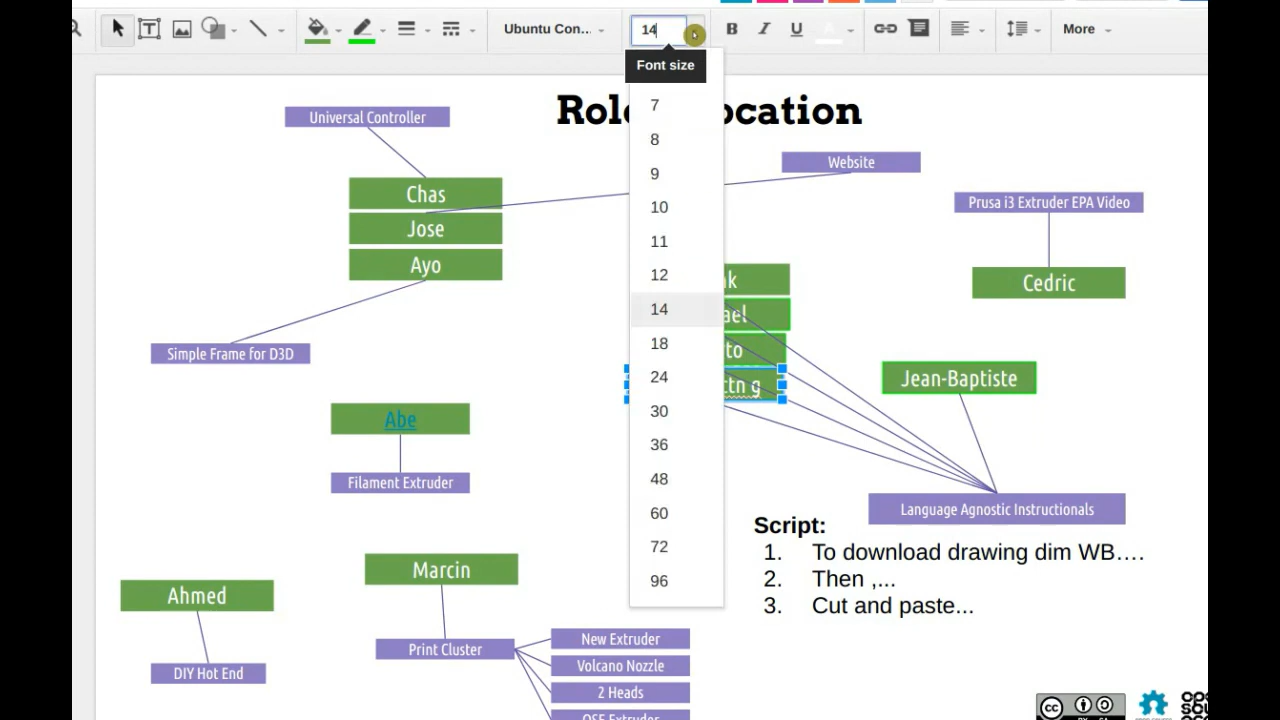 Ubuntu Con...
14
B
I
U
A
More
Font size
7
8
9
10
11
12
14
18
24
30
36
48
60
72
96
Universal Controller
Website
Chas
Jose
Ayo
Prusa i3 Extruder EPA Video
Cedric
Simple Frame for D3D
Jean-Baptiste
Abe
Filament Extruder
Language Agnostic Instructionals
Script:
1. To download drawing dim WB….
2. Then ,...
3. Cut and paste...
Marcin
Ahmed
Print Cluster
New Extruder
Volcano Nozzle
2 Heads
DIY Hot End
cc